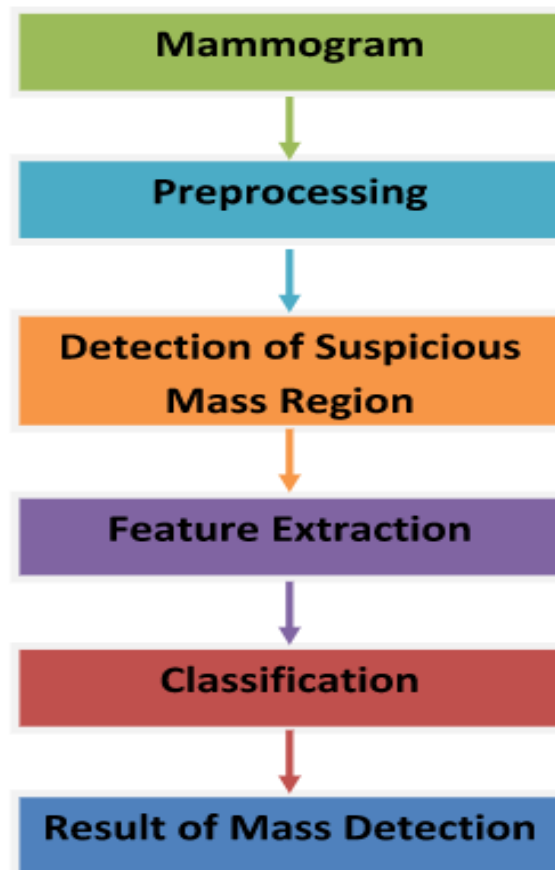 Mammogram
Preprocessing
Detection of Suspicious
Mass Region
Feature Extraction
Classification
Result of Mass Detection